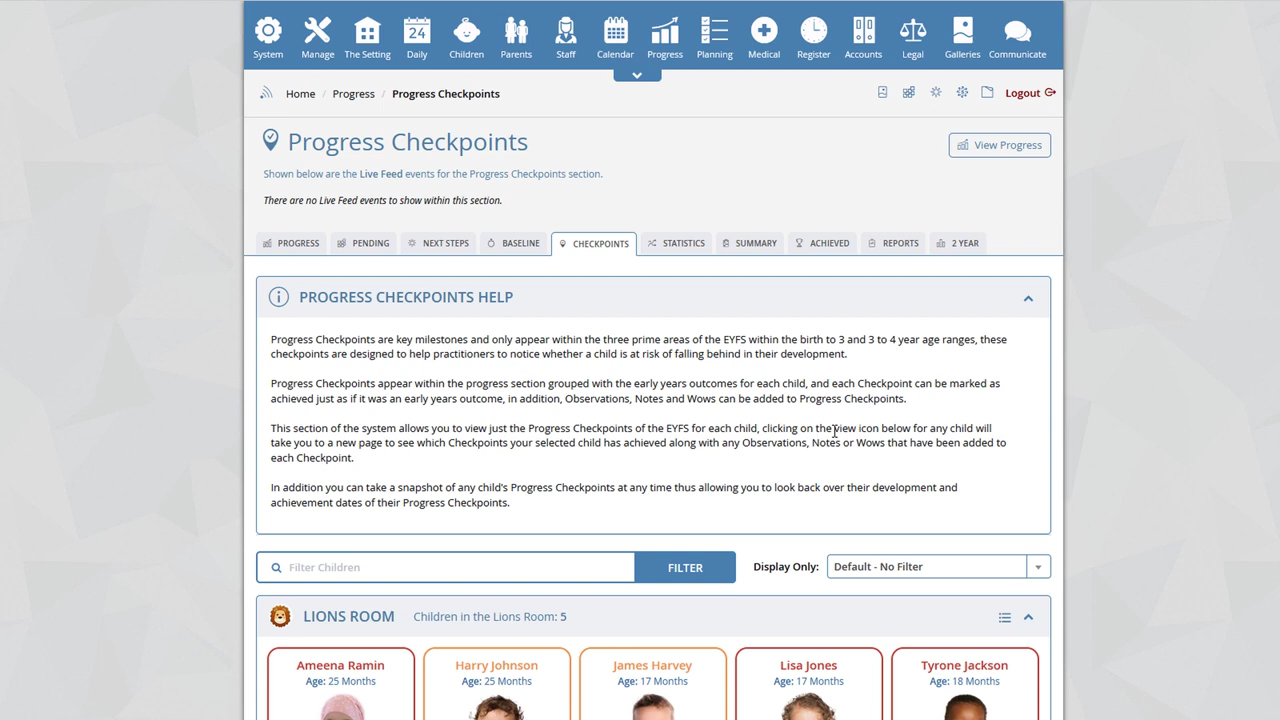 System Manage The Setting 24 Daily Children Parents Staff Calendar Progress Planning Medical Register Accounts Legal Galleries Communicate
Home / Progress / Progress Checkpoints
Logout
Progress Checkpoints
View Progress
Shown below are the Live Feed events for the Progress Checkpoints section.
There are no Live Feed events to show within this section.
PROGRESS PENDING NEXT STEPS BASELINE CHECKPOINTS STATISTICS SUMMARY ACHIEVED REPORTS 2 YEAR
PROGRESS CHECKPOINTS HELP
Progress Checkpoints are key milestones and only appear within the three prime areas of the EYFS within the birth to 3 and 3 to 4 year age ranges, these
checkpoints are designed to help practitioners to notice whether a child is at risk of falling behind in their development.
Progress Checkpoints appear within the progress section grouped with the early years outcomes for each child, and each Checkpoint can be marked as
achieved just as if it was an early years outcome, in addition, Observations, Notes and Wows can be added to Progress Checkpoints.
This section of the system allows you to view just the Progress Checkpoints of the EYFS for each child, clicking on the view icon below for any child will
take you to a new page to see which Checkpoints your selected child has achieved along with any Observations, Notes or Wows that have been added to
each Checkpoint.
In addition you can take a snapshot of any child's Progress Checkpoints at any time thus allowing you to look back over their development and
achievement dates of their Progress Checkpoints.
Filter Children FILTER Display Only: Default - No Filter
LIONS ROOM Children in the Lions Room: 5
Ameena Ramin Harry Johnson James Harvey Lisa Jones Tyrone Jackson
Age: 25 Months Age: 25 Months Age: 17 Months Age: 17 Months Age: 18 Months